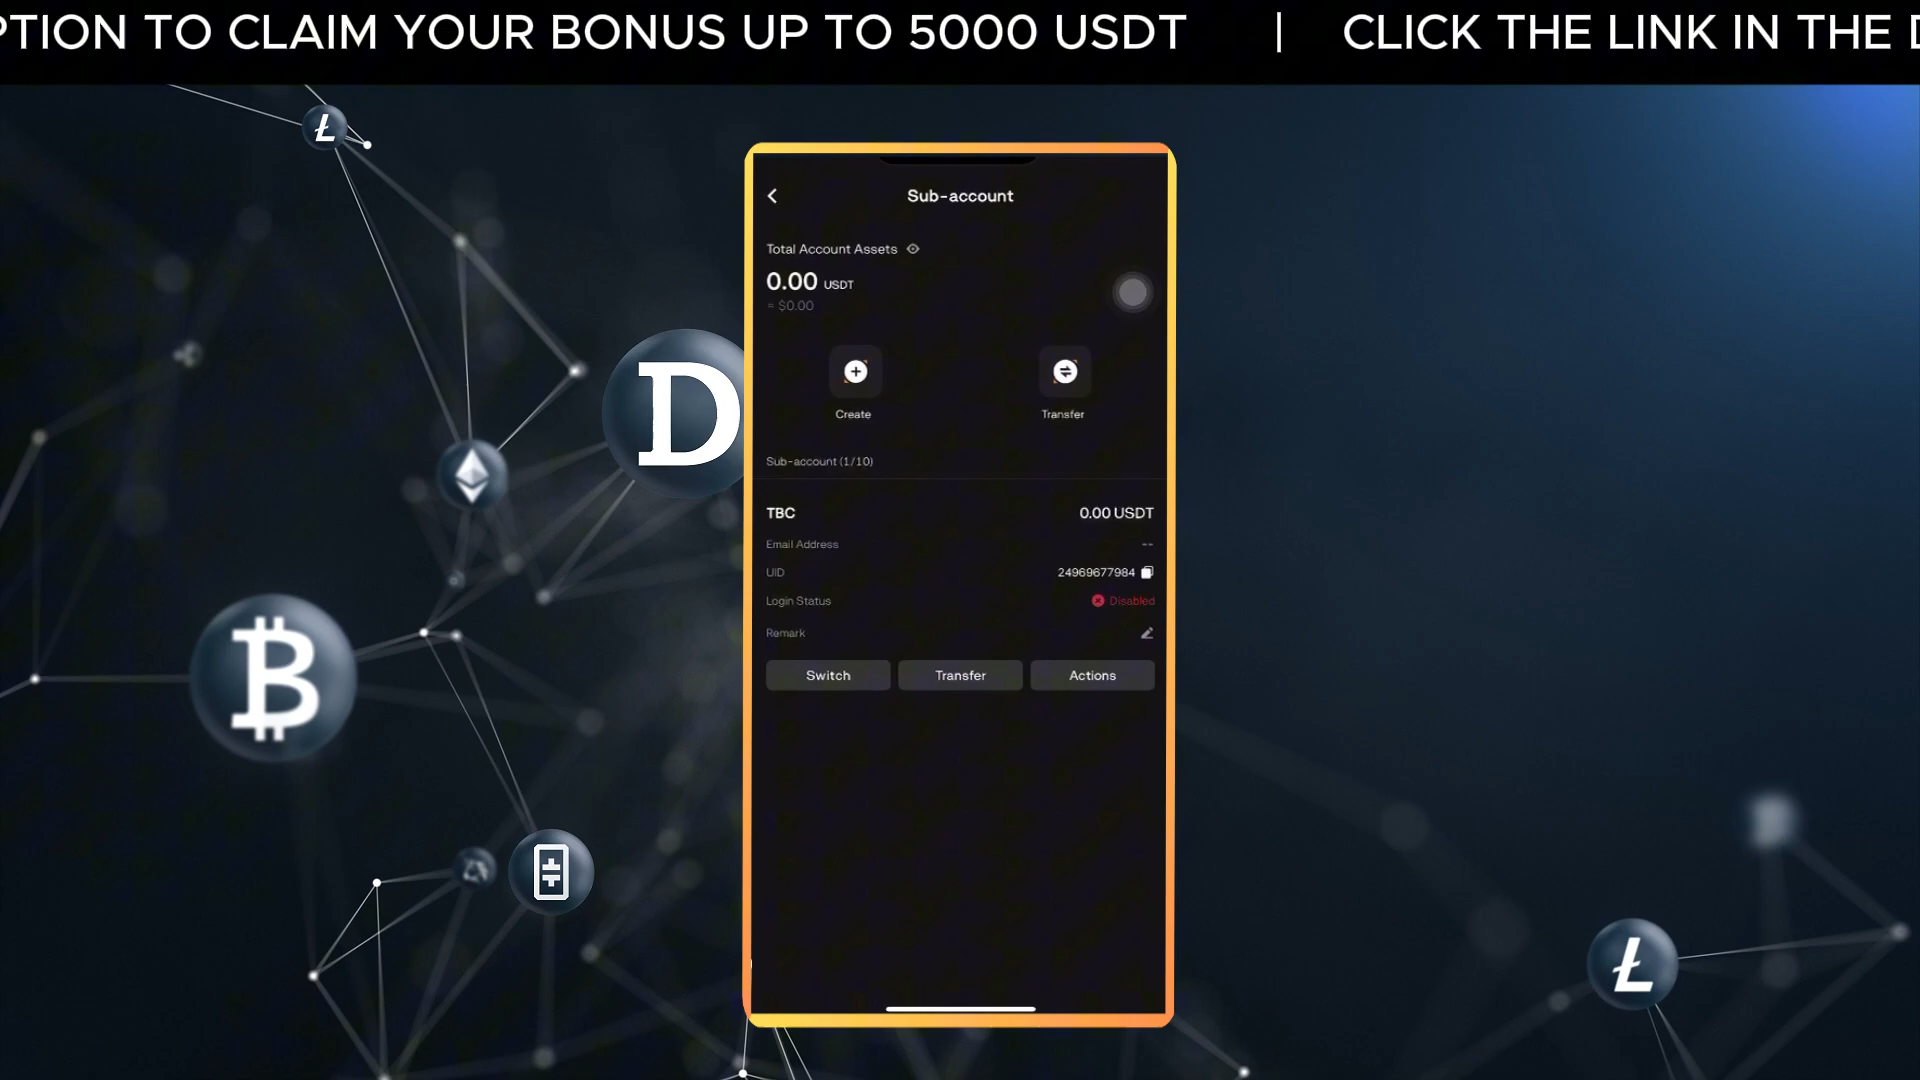 PTION TO CLAIM YOUR BONUS UP TO 5000 USDT | CLICK THE LINK IN THE D
Sub-account
Total Account Assets
0.00 USDT
≈ $0.00
Create
Transfer
Sub-account (1/10)
TBC
0.00 USDT
Email Address
--
UID
24969677984
Login Status
Disabled
Remark
Switch
Transfer
Actions